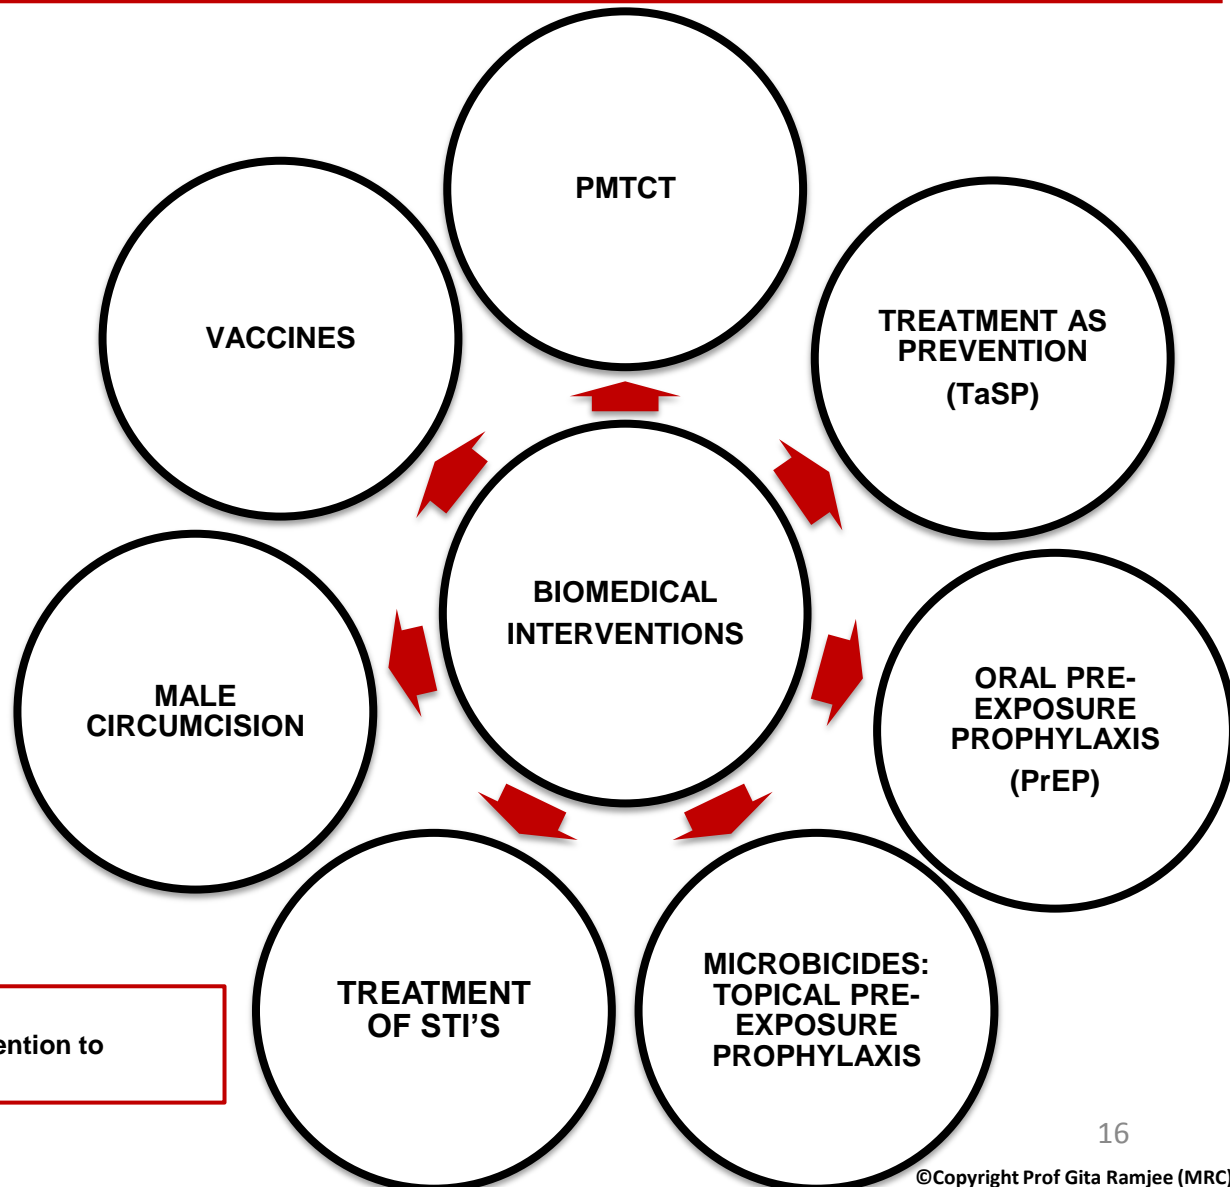 PMTCT
TREATMENT AS
PREVENTION
(TaSP)
VACCINES
BIOMEDICAL
INTERVENTIONS
ORAL PRE-
EXPOSURE
PROPHYLAXIS
(PrEP)
MALE
CIRCUMCISION
MICROBICIDES:
TOPICAL PRE-
EXPOSURE
PROPHYLAXIS
TREATMENT
OF STI’S
ention to
16
©Copyright Prof Gita Ramjee (MRC)